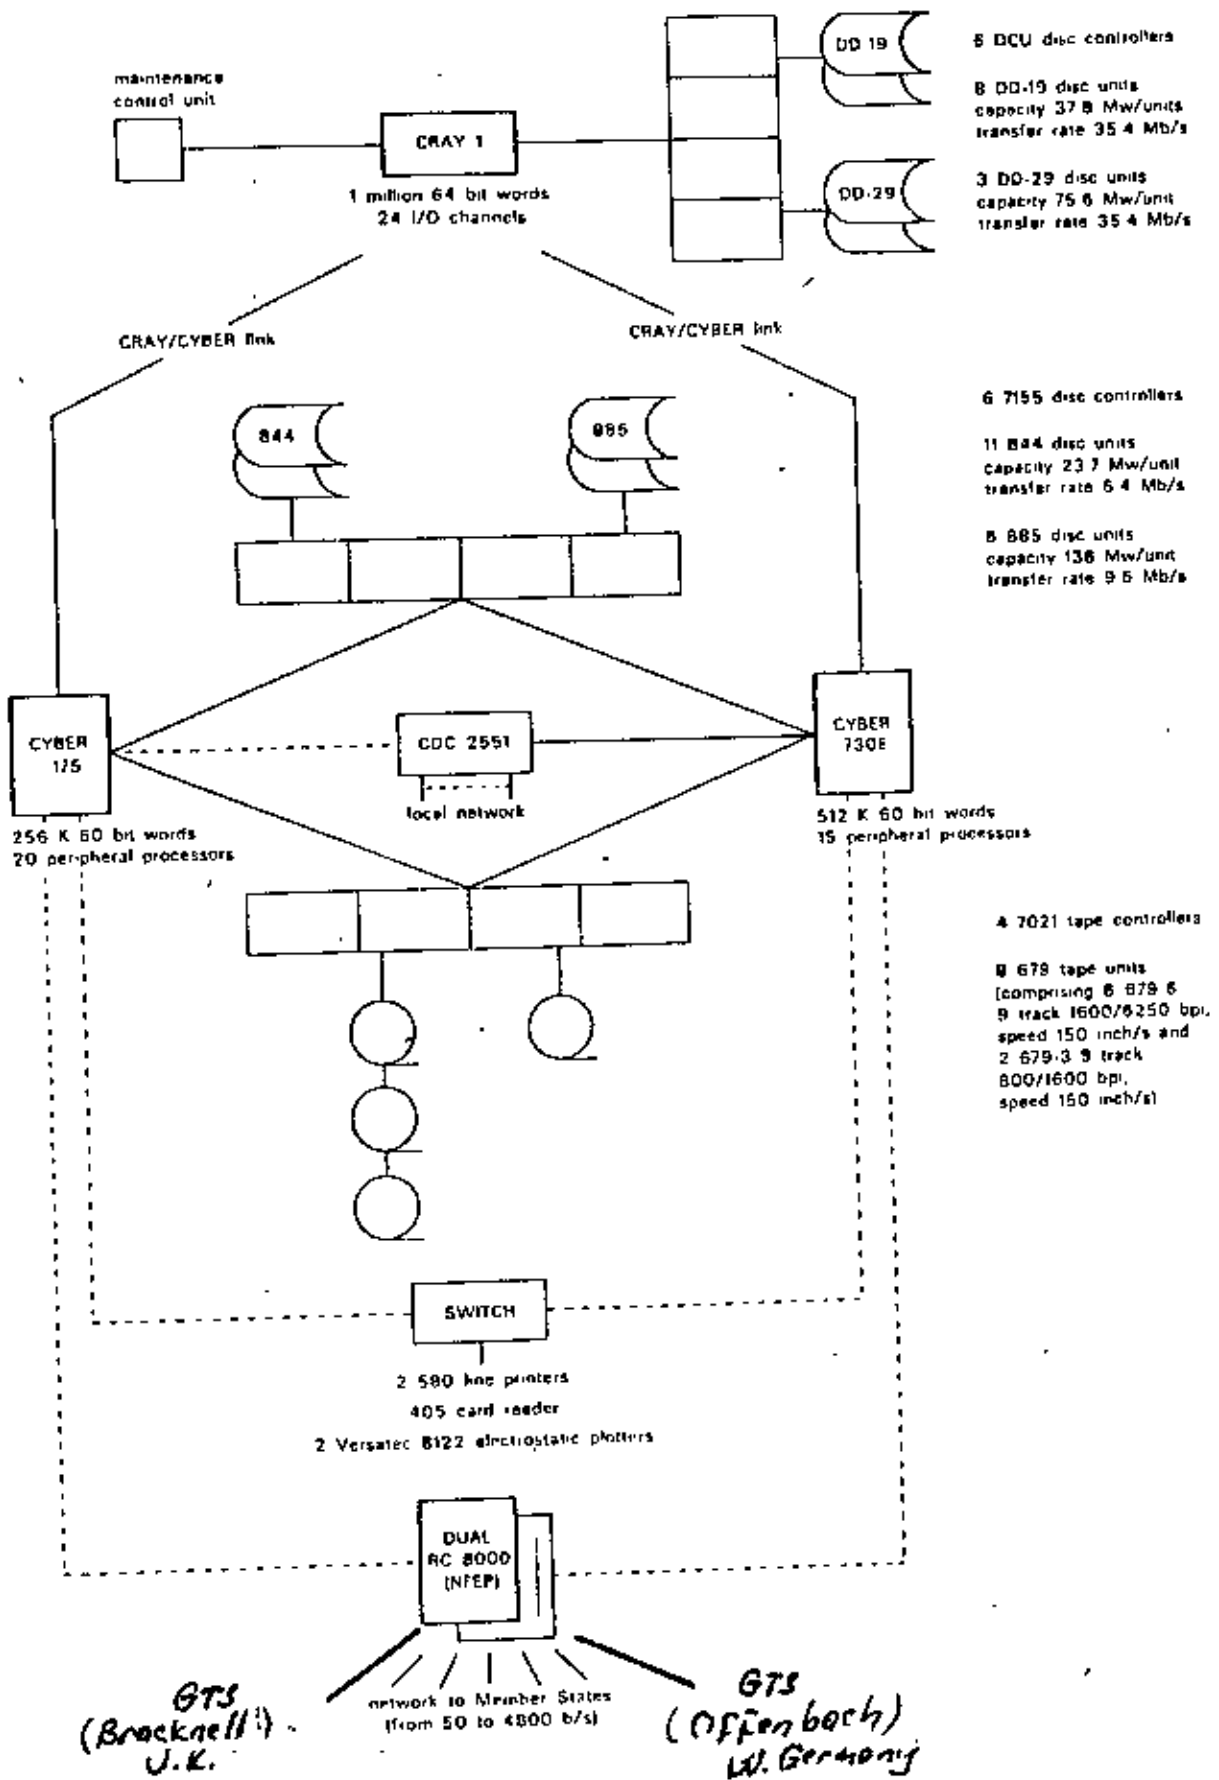 maintenance
control unit
CRAY 1
1 million 64 bit words
24 I/O channels
DD 19
DD-29
6 DCU disc controllers
8 DD-19 disc units
capacity 37.8 Mw/units
transfer rate 35.4 Mb/s
3 DD-29 disc units
capacity 75.6 Mw/unit
transfer rate 35.4 Mb/s
CRAY/CYBER link
CRAY/CYBER link
844
885
6 7155 disc controllers
11 844 disc units
capacity 23.7 Mw/unit
transfer rate 6.4 Mb/s
885 disc units
capacity 138 Mw/unit
transfer rate Mb/s
CYBER
175
CDC 2551
local network
CYBER
730E
256 K 60 bit words
20 peripheral processors
512 K 60 bit words
15 peripheral processors
4 7021 tape controllers
679 tape units
(comprising 6 679-6
9 track 1600/6250 bpi,
speed 150 inch/s and
2 679-3 9 track
800/1600 bpi,
speed 150 inch/s)
SWITCH
2 580 line printers
405 card reader
2 Versatec 8122 electrostatic plotters
DUAL
RC 8000
(NFEP)
network to Member States
(from 50 to 4800 b/s)
GTS
(Bracknell)
U.K.
GTS
(Offenbach)
W. Germany